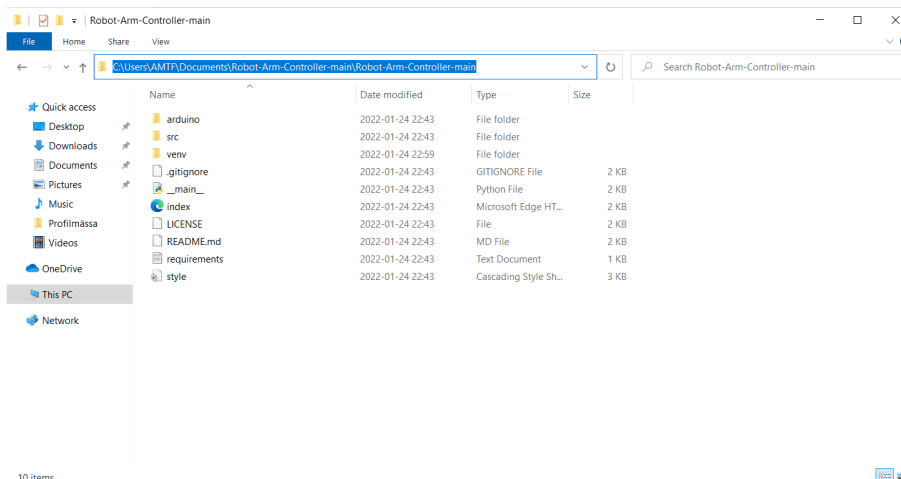 Robot-Arm-Controller-main
File Home Share View
C:\Users\AMTF\Documents\Robot-Arm-Controller-main\Robot-Arm-Controller-main
Search Robot-Arm-Controller-main
Quick access
Desktop
Downloads
Documents
Pictures
Music
Profilmässa
Videos
OneDrive
This PC
Network
Name Date modified Type Size
arduino 2022-01-24 22:43 File folder
src 2022-01-24 22:43 File folder
venv 2022-01-24 22:59 File folder
.gitignore 2022-01-24 22:43 GITIGNORE File 2 KB
__main__ 2022-01-24 22:43 Python File 2 KB
index 2022-01-24 22:43 Microsoft Edge HT... 2 KB
LICENSE 2022-01-24 22:43 File 2 KB
README.md 2022-01-24 22:43 MD File 2 KB
requirements 2022-01-24 22:43 Text Document 1 KB
style 2022-01-24 22:43 Cascading Style Sh... 3 KB
10 items